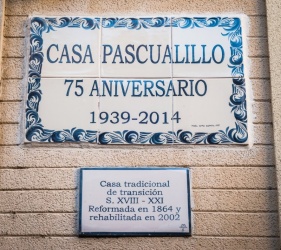 CASA PASCUALILLO
75 ANIVERSARIO
1939-2014
Casa tradicional
de transición
S. XVIII - XXI
Reformada en 1864 y
rehabilitada en 2002